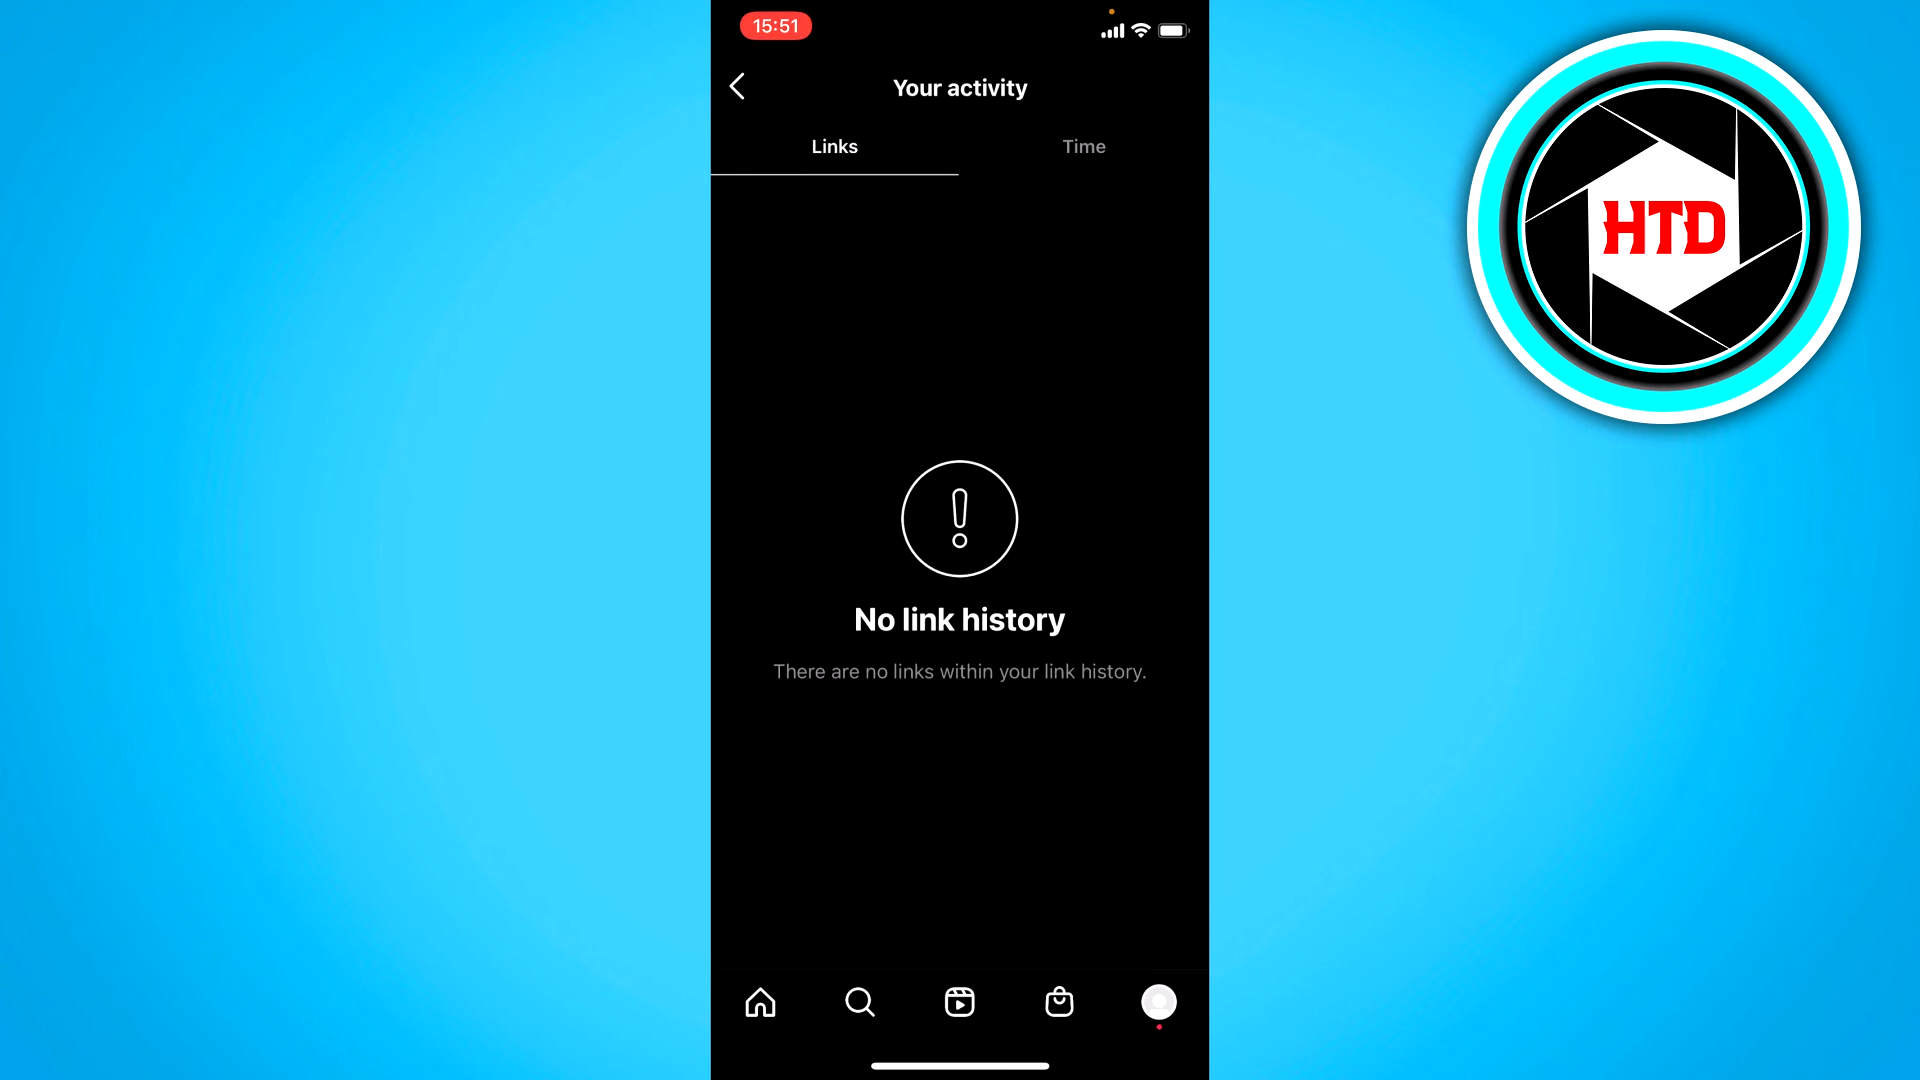 15:51
Your activity
Links
Time
HTD
No link history
There are no links within your link history.